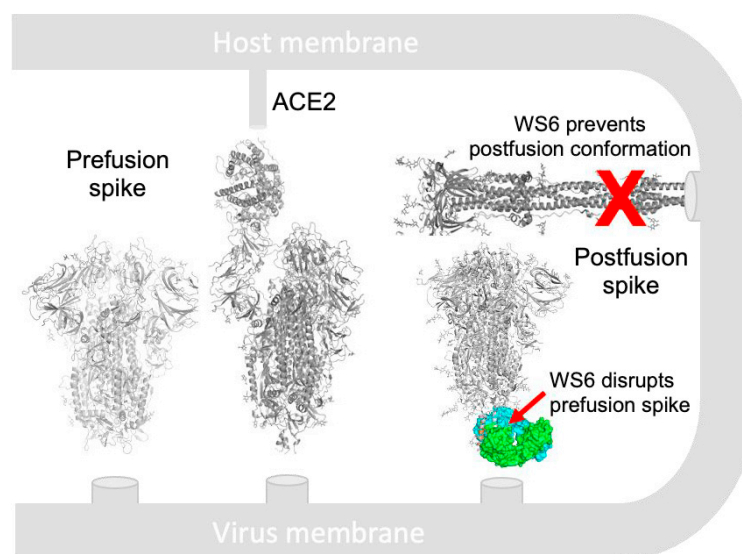 Host membrane
ACE2
Prefusion
spike
WS6 prevents
postfusion conformation
Postfusion
spike
WS6 disrupts
prefusion spike
Virus membrane